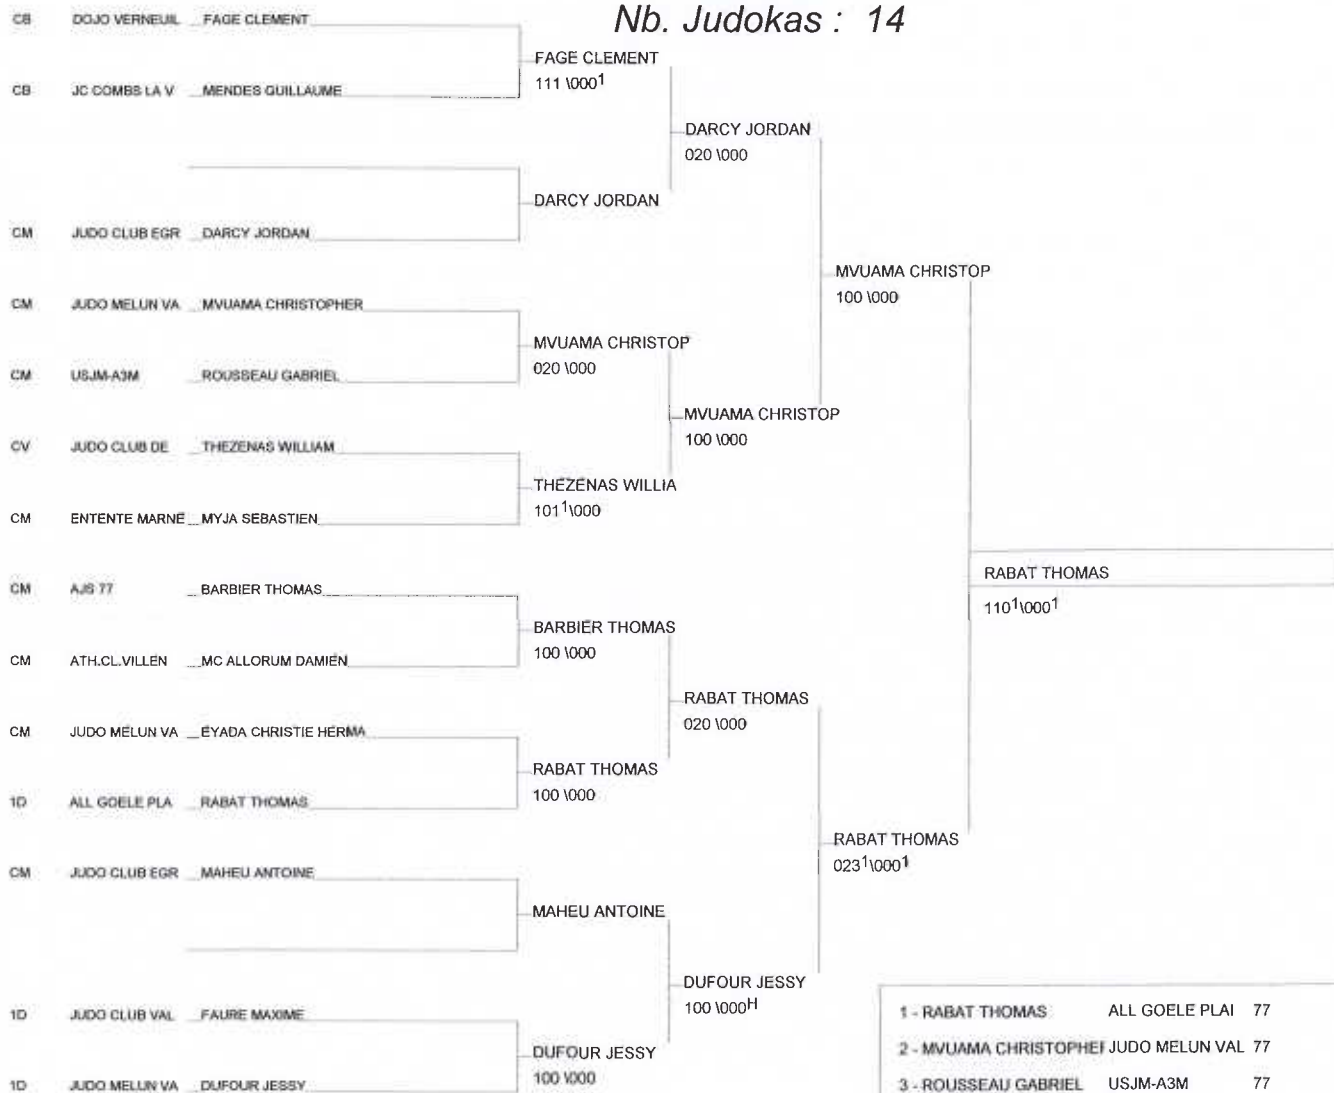 Nb. Judokas : 14
CB DOJO VERNEUIL FAGE CLEMENT
FAGE CLEMENT
111 \000¹
CB JC COMBS LA V MENDES GUILLAUME
DARCY JORDAN
020 \000
DARCY JORDAN
CM JUDO CLUB EGR DARCY JORDAN
MVUAMA CHRISTOP
100 \000
CM JUDO MELUN VA MVUAMA CHRISTOPHER
MVUAMA CHRISTOP
020 \000
CM USJM-A3M ROUSSEAU GABRIEL
MVUAMA CHRISTOP
100 \000
CV JUDO CLUB DE THEZENAS WILLIAM
THEZENAS WILLIA
101¹\000
CM ENTENTE MARNE MYJA SEBASTIEN
RABAT THOMAS
110¹\000¹
CM AJS 77 BARBIER THOMAS
BARBIER THOMAS
100 \000
CM ATH.CL.VILLEN MC ALLORUM DAMIEN
RABAT THOMAS
020 \000
CM JUDO MELUN VA EYADA CHRISTIE HERMA
RABAT THOMAS
100 \000
1D ALL GOELE PLA RABAT THOMAS
RABAT THOMAS
023¹\000¹
CM JUDO CLUB EGR MAHEU ANTOINE
MAHEU ANTOINE
DUFOUR JESSY
100 \000H
1D JUDO CLUB VAL FAURE MAXIME
DUFOUR JESSY
100 \000
1D JUDO MELUN VA DUFOUR JESSY
1 - RABAT THOMAS ALL GOELE PLAI 77
2 - MVUAMA CHRISTOPHER JUDO MELUN VAL 77
3 - ROUSSEAU GABRIEL USJM-A3M 77